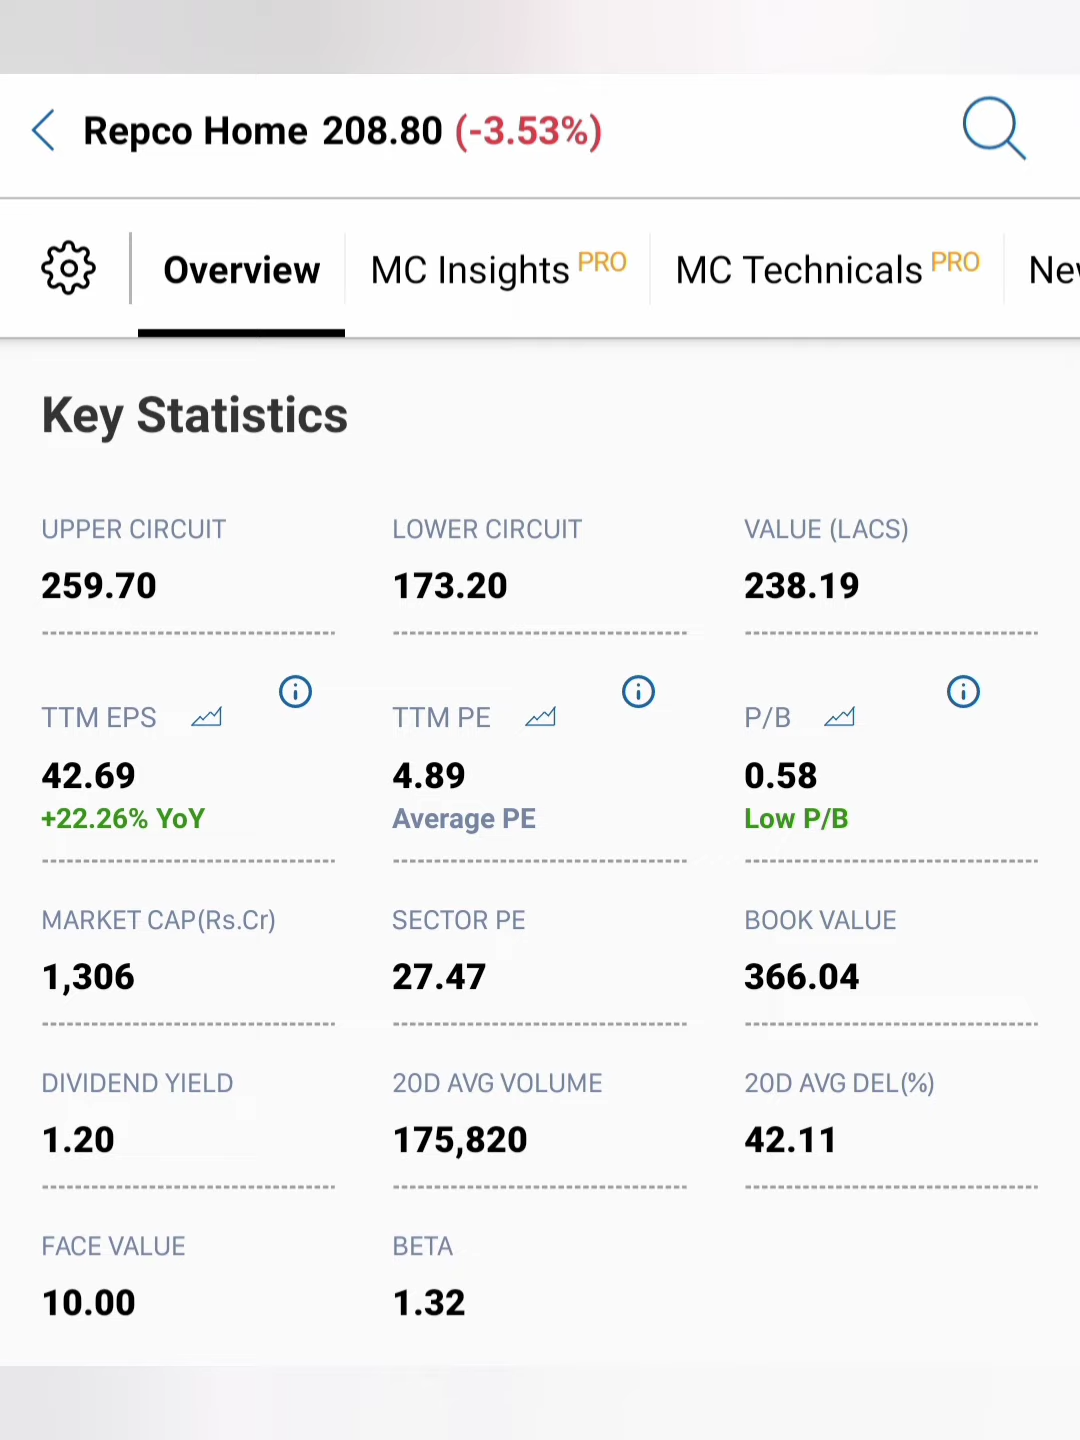 Repco Home 208.80 (-3.53%)
Overview MC Insights PRO MC Technicals PRO Nev
Key Statistics
UPPER CIRCUIT LOWER CIRCUIT VALUE (LACS)
259.70 173.20 238.19
TTM EPS TTM PE P/B
42.69 4.89 0.58
+22.26% YoY Average PE Low P/B
MARKET CAP(Rs.Cr) SECTOR PE BOOK VALUE
1,306 27.47 366.04
DIVIDEND YIELD 20D AVG VOLUME 20D AVG DEL(%)
1.20 175,820 42.11
FACE VALUE BETA
10.00 1.32